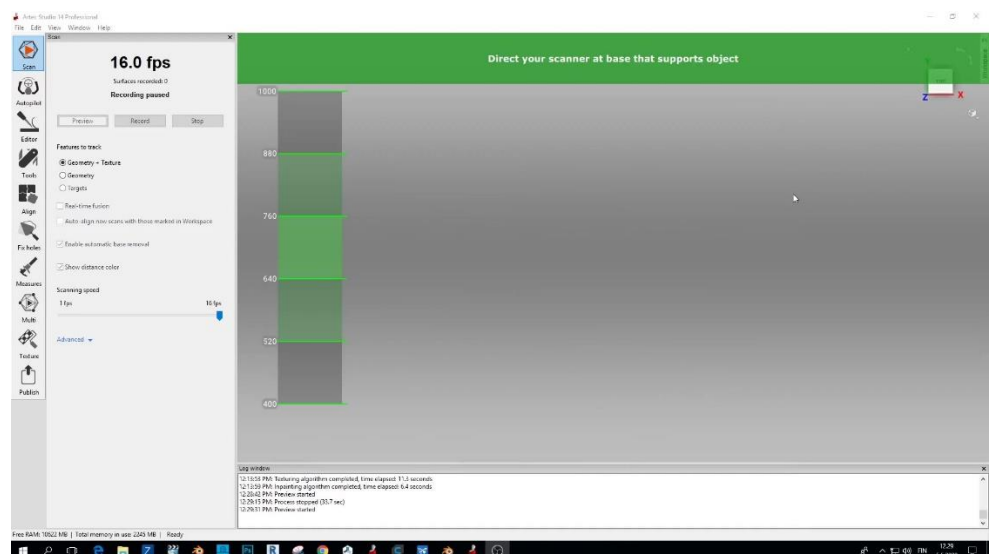 Artec Studio 14 Professional
File Edit View Window Help
Scan
Scan
Autopilot
Editor
Tools
Align
Fix holes
Measures
Multi
Texture
Publish
16.0 fps
Surfaces recorded: 0
Recording paused
Preview Record Stop
Features to track
Geometry + Texture
Geometry
Targets
Real-time fusion
Auto-align new scans with those marked in Workspace
Enable automatic base removal
Show distance color
Scanning speed
1 fps 16 fps
Advanced
Direct your scanner at base that supports object
Z X
1000
880
760
640
520
400
Log window
12:13:53 PM: Texturing algorithm completed, time elapsed: 11.5 seconds
12:13:59 PM: Inpainting algorithm completed, time elapsed: 6.4 seconds
12:28:42 PM: Preview started
12:29:15 PM: Process stopped (33.7 sec)
12:29:31 PM: Preview started
Free RAM: 10622 MB | Total memory in use 2245 MB | Ready
FIN 12.29